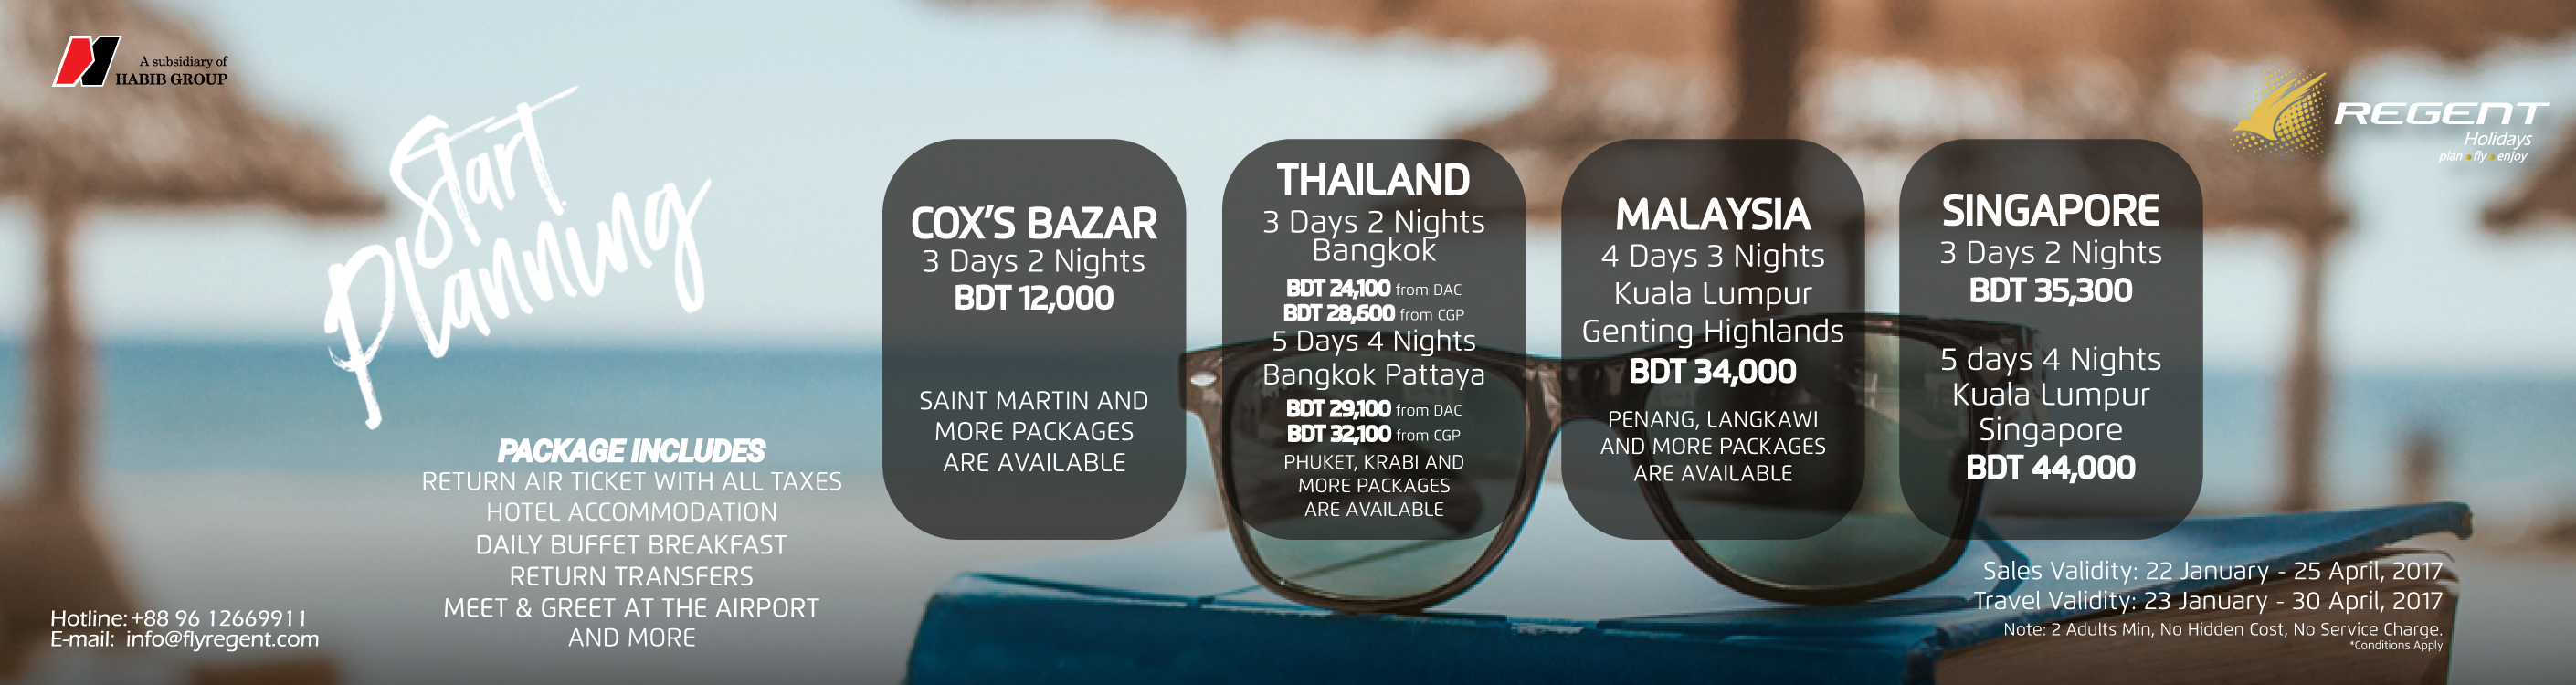 A subsidiary of
HABIB GROUP
Start
Planning
PACKAGE INCLUDES
RETURN AIR TICKET WITH ALL TAXES
HOTEL ACCOMMODATION
DAILY BUFFET BREAKFAST
RETURN TRANSFERS
MEET & GREET AT THE AIRPORT
AND MORE
Hotline: +88 96 12669911
E-mail: info@flyregent.com
COX'S BAZAR
3 Days 2 Nights
BDT 12,000
SAINT MARTIN AND
MORE PACKAGES
ARE AVAILABLE
THAILAND
3 Days 2 Nights
Bangkok
BDT 24,100 from DAC
BDT 28,600 from CGP
5 Days 4 Nights
Bangkok Pattaya
BDT 29,100 from DAC
BDT 32,100 from CGP
PHUKET, KRABI AND
MORE PACKAGES
ARE AVAILABLE
MALAYSIA
4 Days 3 Nights
Kuala Lumpur
Genting Highlands
BDT 34,000
PENANG, LANGKAWI
AND MORE PACKAGES
ARE AVAILABLE
SINGAPORE
3 Days 2 Nights
BDT 35,300
5 days 4 Nights
Kuala Lumpur
Singapore
BDT 44,000
REGENT
Holidays
plan fly enjoy
Sales Validity: 22 January - 25 April, 2017
Travel Validity: 23 January - 30 April, 2017
Note: 2 Adults Min, No Hidden Cost, No Service Charge.
*Conditions Apply